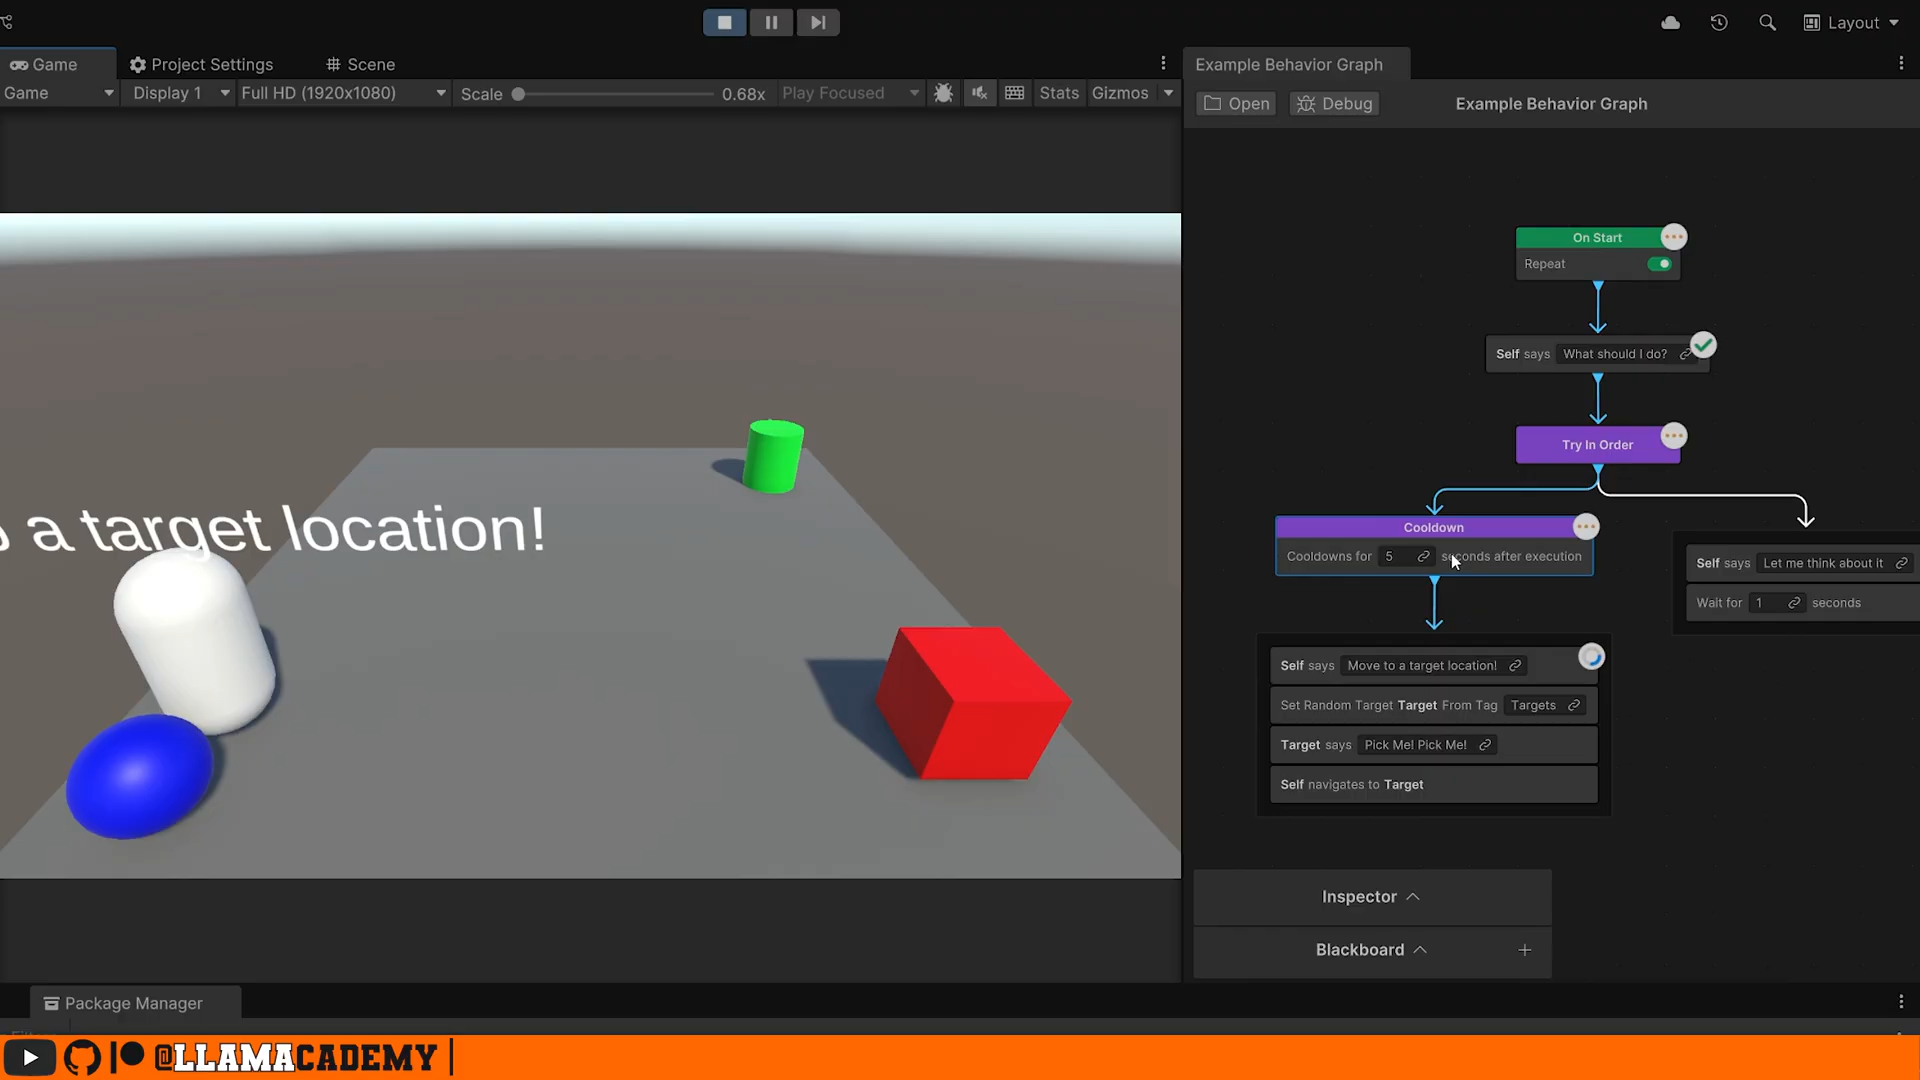 Layout
Game
Project Settings
Scene
Example Behavior Graph
Game
Display 1
Full HD (1920x1080)
Scale
0.68x
Play Focused
Stats
Gizmos
Open
Debug
Example Behavior Graph
On Start
Repeat
Self says What should I do?
Try In Order
a target location!
Cooldown
Cooldowns for 5 seconds after execution
Self says Let me think about it
Wait for 1 seconds
Self says Move to a target location!
Set Random Target Target From Tag Targets
Target says Pick Me! Pick Me!
Self navigates to Target
Inspector
Blackboard
Package Manager
@LLAMACADEMY